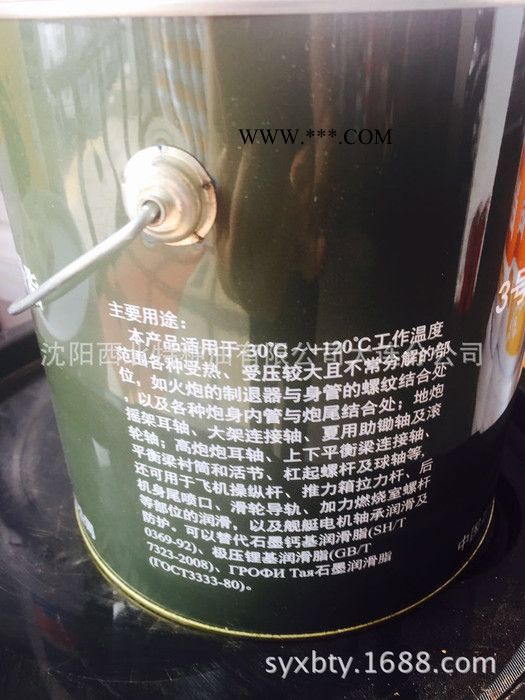 WWW.***.COM
3号
主要用途：
本产品适用于-30℃～+120℃工作温度
范围各种受热、受压较大且不常分解的部
位，如火炮的制退器与身管的螺纹结合处
，以及各种炮身内管与炮尾结合处；地炮
摇架耳轴、大架连接轴、夏用助锄轴及滚
轮轴；高炮炮耳轴、上下平衡梁连接轴、
平衡梁衬筒和活节、杠起螺杆及球轴等，
还可用于飞机操纵杆、推力箱拉力杆、后
机身尾喷口、滑轮导轨、加力燃烧室螺杆
等部位的润滑，以及舰艇电机轴承润滑及
防护。可以替代石墨钙基润滑脂(SH/T
0369-92)、极压锂基润滑脂(GB/T
7323-2008)、ГРОФИ Тая石墨润滑脂
(ГОСТ3333-80)。
中国
syxbty.1688.com